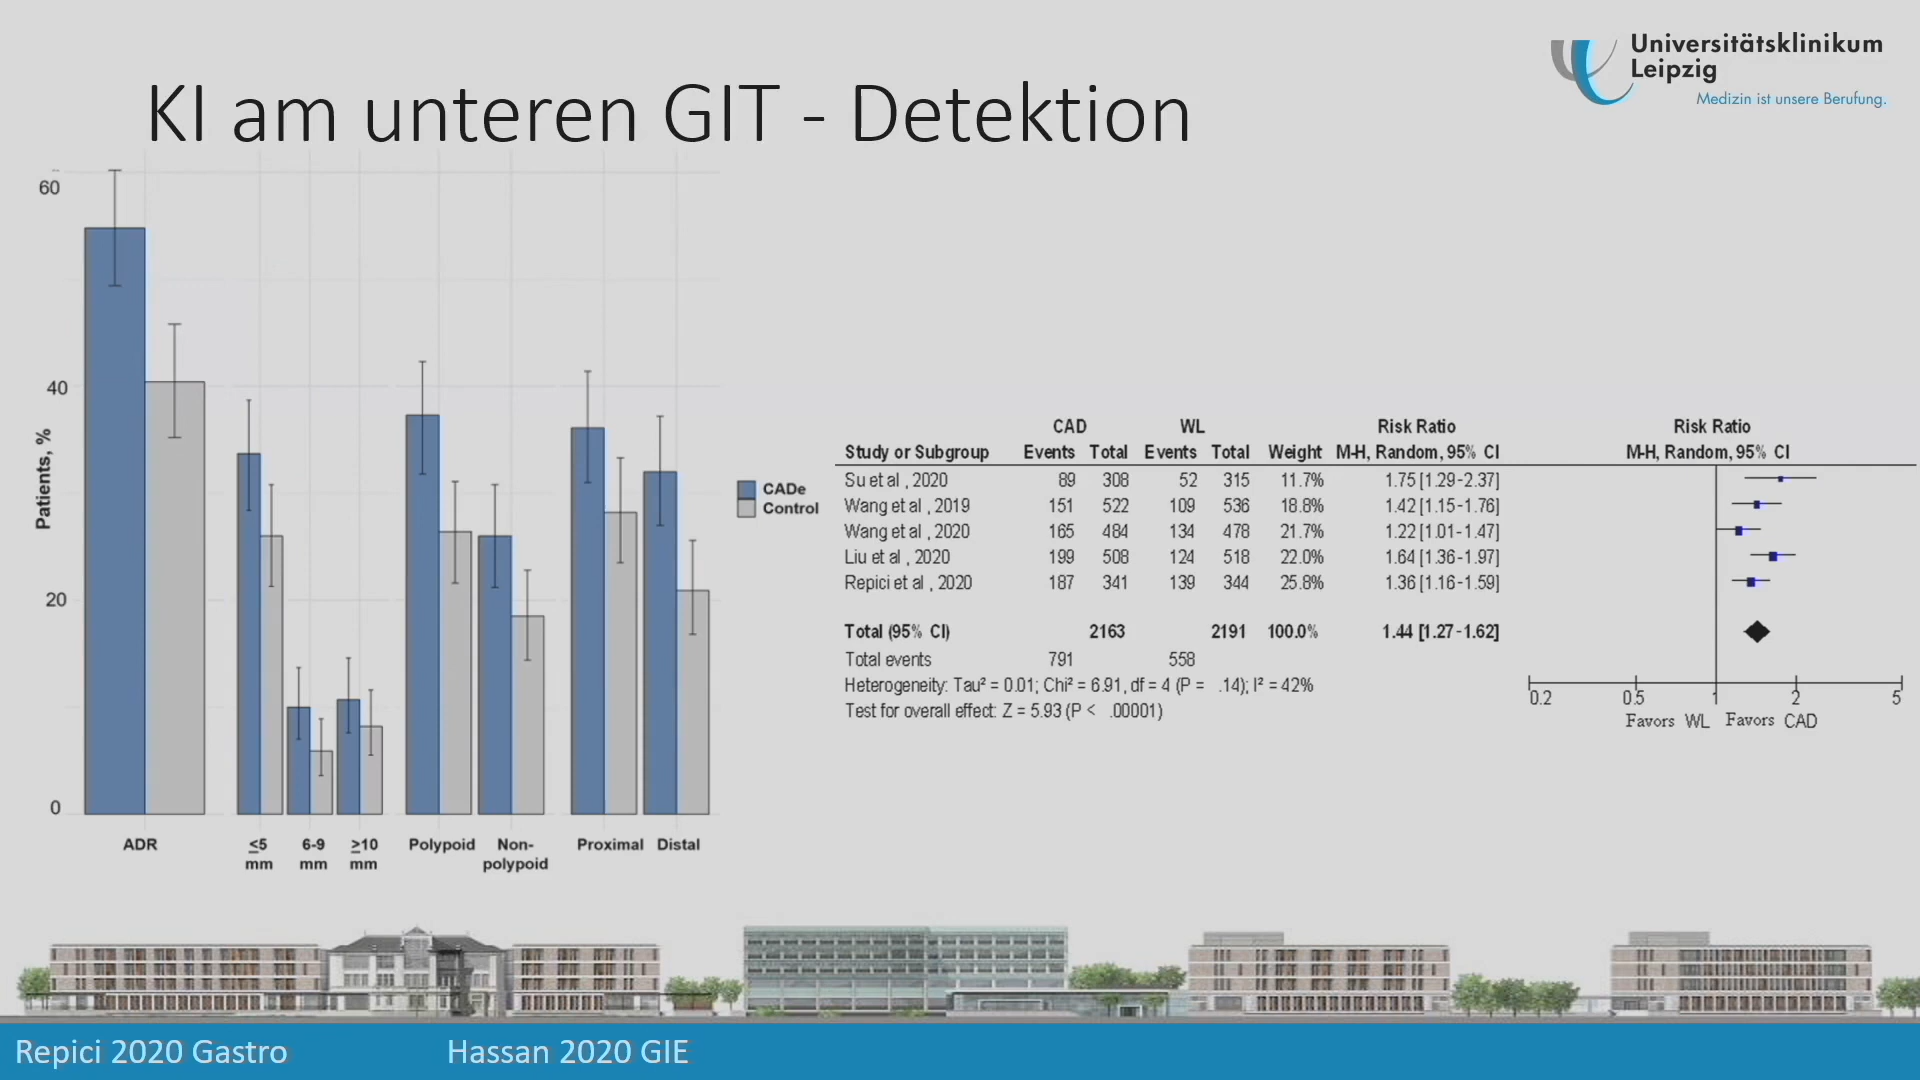 Universitätsklinikum
Leipzig
Medizin ist unsere Berufung.
KI am unteren GIT - Detektion
60
40
20
0
Patients, %
ADR
≤5 mm
6-9 mm
≥10 mm
Polypoid
Non-polypoid
Proximal
Distal
CADe
Control
CAD WL Risk Ratio Risk Ratio
Study or Subgroup Events Total Events Total Weight M-H, Random, 95% CI M-H, Random, 95% CI
Su et al , 2020 89 308 52 315 11.7% 1.75 [1.29-2.37]
Wang et al , 2019 151 522 109 536 18.8% 1.42 [1.15-1.76]
Wang et al , 2020 165 484 134 478 21.7% 1.22 [1.01-1.47]
Liu et al , 2020 199 508 124 518 22.0% 1.64 [1.36-1.97]
Repici et al , 2020 187 341 139 344 25.8% 1.36 [1.16-1.59]
Total (95% CI) 2163 2191 100.0% 1.44 [1.27-1.62]
Total events 791 558
Heterogeneity: Tau² = 0.01; Chi² = 6.91, df = 4 (P = .14); I² = 42%
Test for overall effect: Z = 5.93 (P < .00001)
0.2 0.5 1 2 5
Favors WL Favors CAD
Repici 2020 Gastro Hassan 2020 GIE